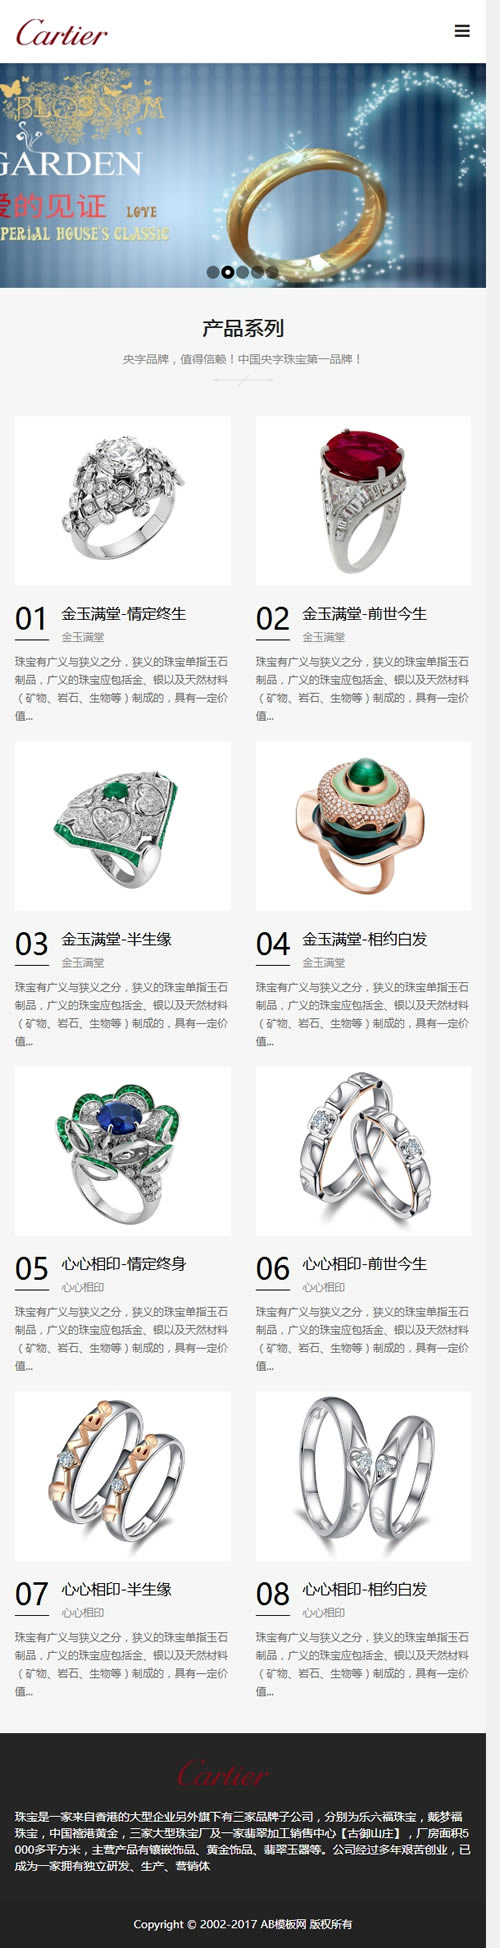 Cartier
BLOSSOM
GARDEN
爱的见证 LOVE
PERIAL HOUSE'S CLASSIC
产品系列
央字品牌，值得信赖！中国央字珠宝第一品牌！
01 金玉满堂-情定终生
金玉满堂
珠宝有广义与狭义之分，狭义的珠宝单指玉石
制品，广义的珠宝应包括金、银以及天然材料
（矿物、岩石、生物等）制成的，具有一定价
值...
02 金玉满堂-前世今生
金玉满堂
珠宝有广义与狭义之分，狭义的珠宝单指玉石
制品，广义的珠宝应包括金、银以及天然材料
（矿物、岩石、生物等）制成的，具有一定价
值...
03 金玉满堂-半生缘
金玉满堂
珠宝有广义与狭义之分，狭义的珠宝单指玉石
制品，广义的珠宝应包括金、银以及天然材料
（矿物、岩石、生物等）制成的，具有一定价
值...
04 金玉满堂-相约白发
金玉满堂
珠宝有广义与狭义之分，狭义的珠宝单指玉石
制品，广义的珠宝应包括金、银以及天然材料
（矿物、岩石、生物等）制成的，具有一定价
值...
05 心心相印-情定终身
心心相印
珠宝有广义与狭义之分，狭义的珠宝单指玉石
制品，广义的珠宝应包括金、银以及天然材料
（矿物、岩石、生物等）制成的，具有一定价
值...
06 心心相印-前世今生
心心相印
珠宝有广义与狭义之分，狭义的珠宝单指玉石
制品，广义的珠宝应包括金、银以及天然材料
（矿物、岩石、生物等）制成的，具有一定价
值...
07 心心相印-半生缘
心心相印
珠宝有广义与狭义之分，狭义的珠宝单指玉石
制品，广义的珠宝应包括金、银以及天然材料
（矿物、岩石、生物等）制成的，具有一定价
值...
08 心心相印-相约白发
心心相印
珠宝有广义与狭义之分，狭义的珠宝单指玉石
制品，广义的珠宝应包括金、银以及天然材料
（矿物、岩石、生物等）制成的，具有一定价
值...
Cartier
珠宝是一家来自香港的大型企业另外旗下有三家品牌子公司，分别为乐六福珠宝，戴梦福
珠宝，中国禧港黄金，三家大型珠宝厂及一家翡翠加工销售中心【古御山庄】，厂房面积5
000多平方米，主营产品有镶嵌饰品、黄金饰品、翡翠玉器等。公司经过多年艰苦创业，已
成为一家拥有独立研发、生产、营销体
Copyright © 2002-2017 AB模板网 版权所有